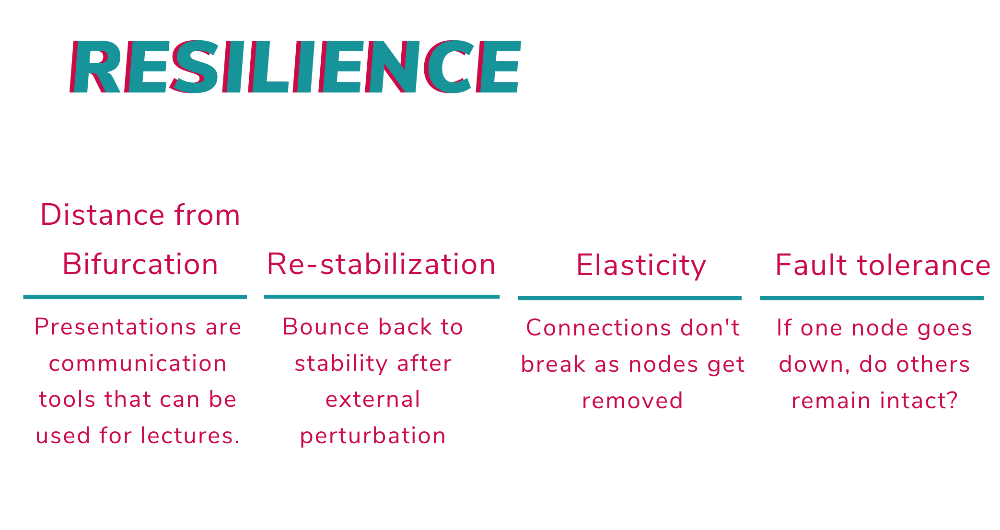 RESILIENCE
Distance from
Bifurcation
Presentations are
communication
tools that can be
used for lectures.
Re-stabilization
Bounce back to
stability after
external
perturbation
Elasticity
Connections don't
break as nodes get
removed
Fault tolerance
If one node goes
down, do others
remain intact?